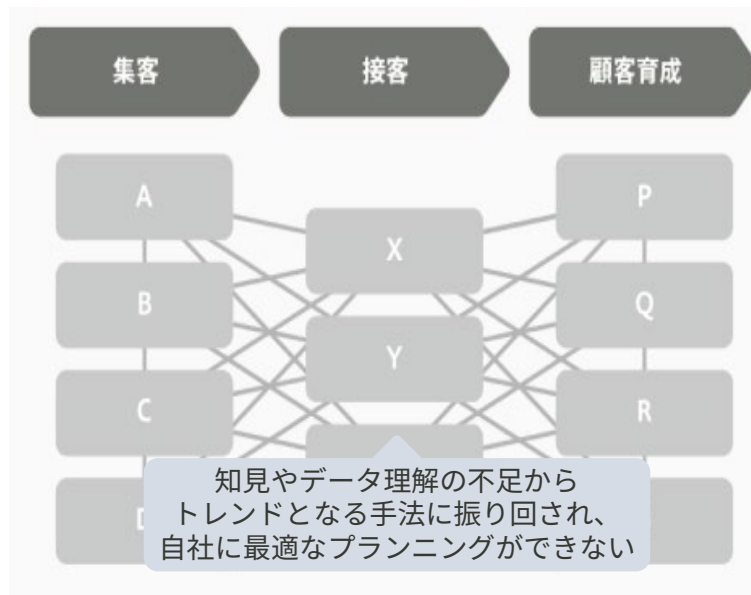 集客
接客
顧客育成
A
P
X
B
Q
Y
C
R
D
知見やデータ理解の不足から
トレンドとなる手法に振り回され、
自社に最適なプランニングができない